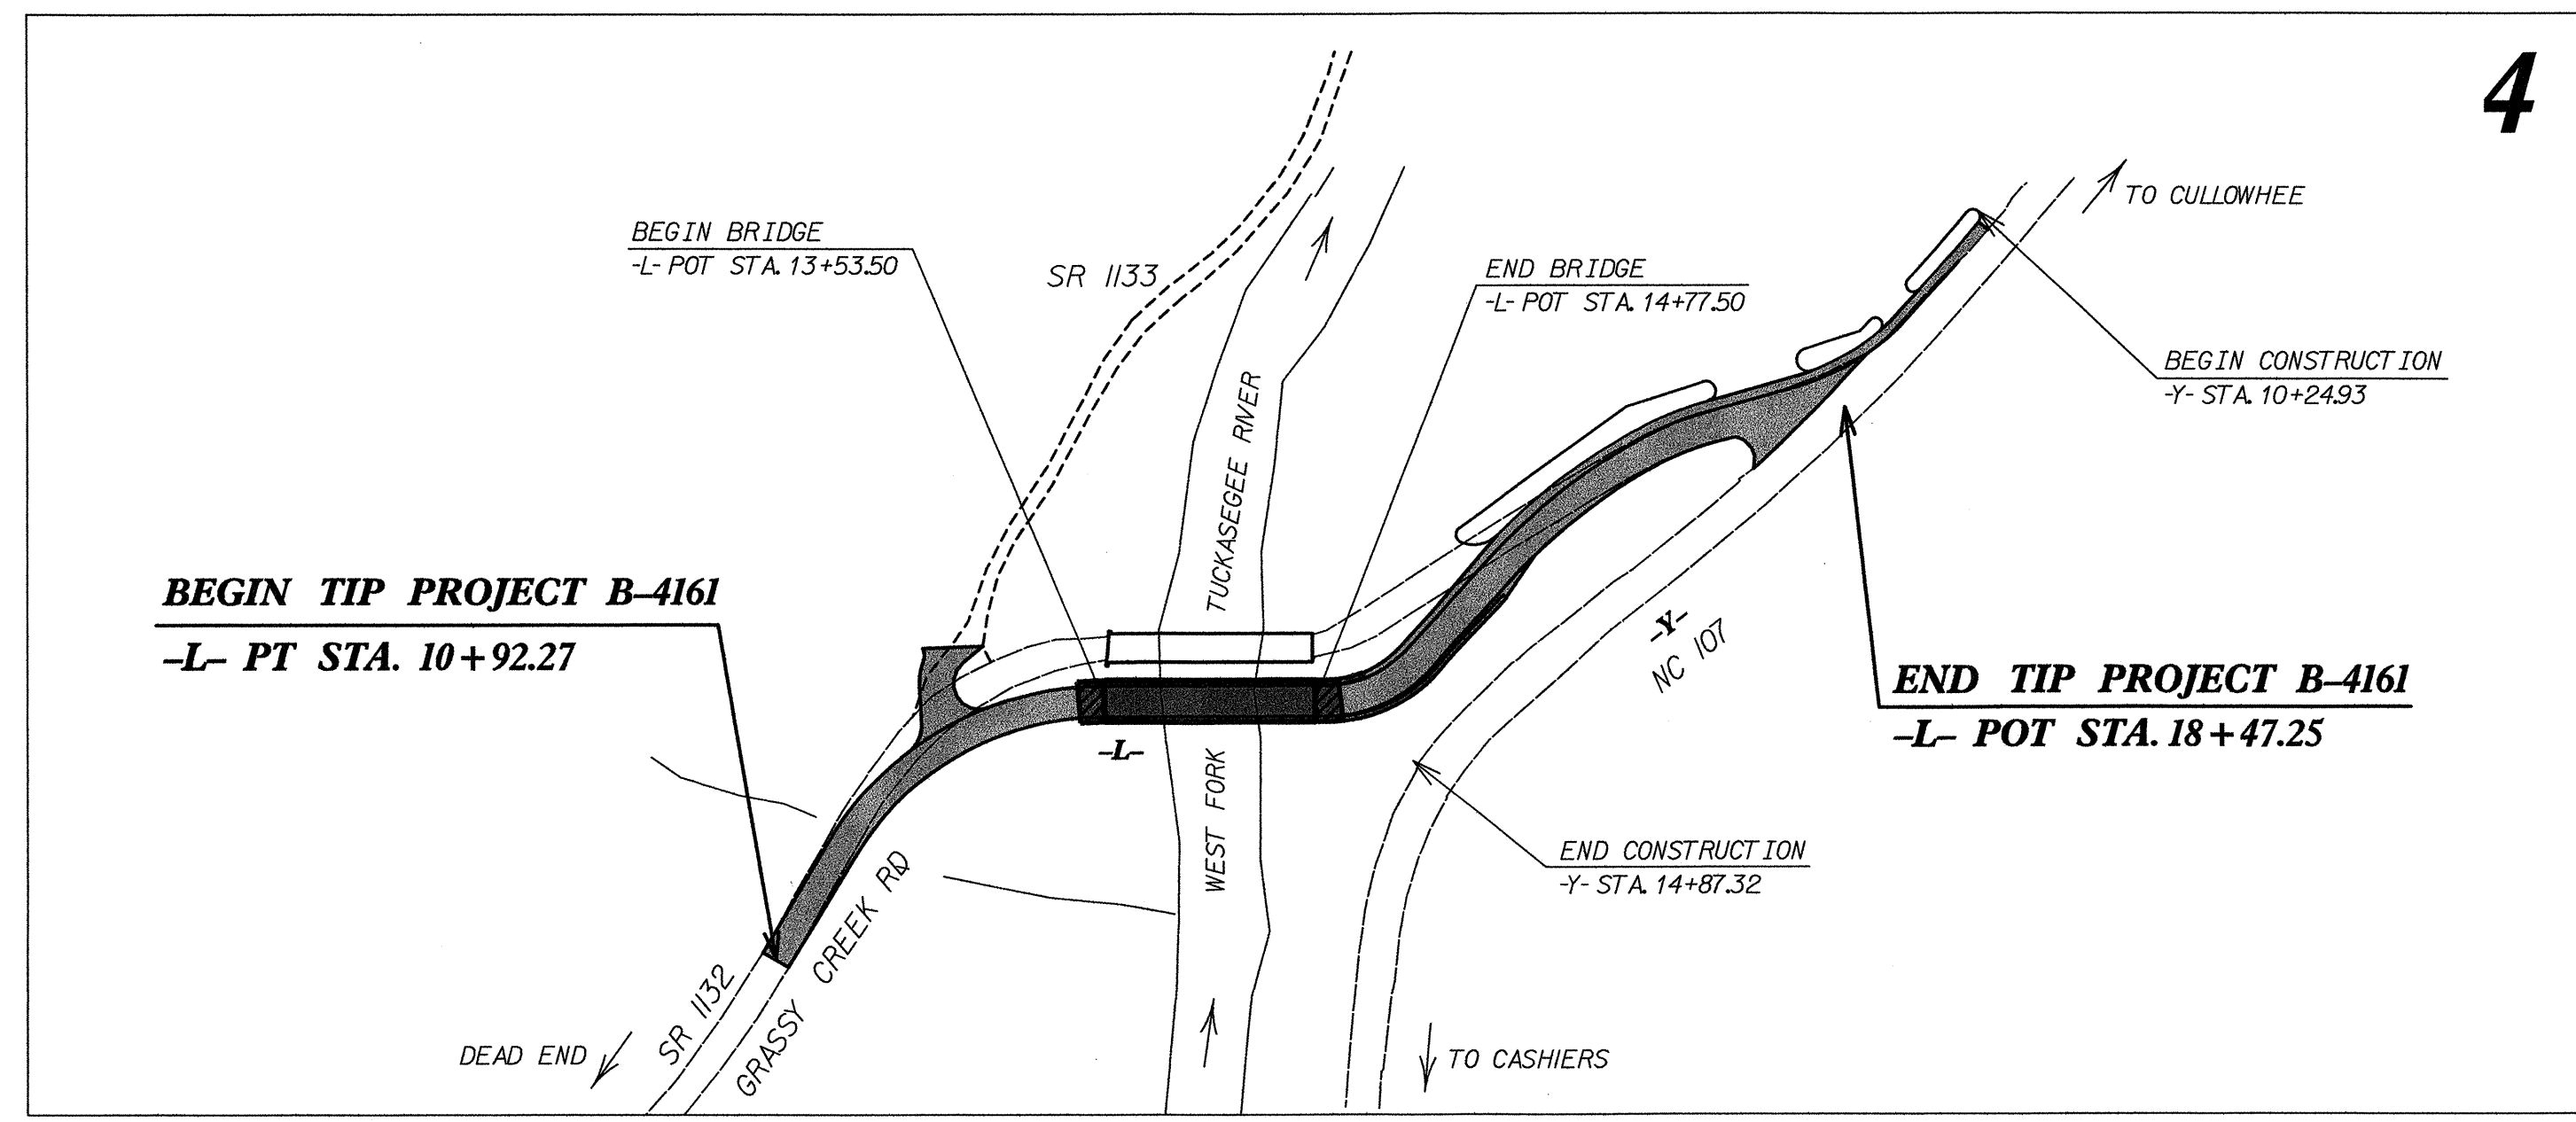 4
TO CULLOWHEE
BEGIN BRIDGE
-L- POT STA. 13+53.50
SR 1133
END BRIDGE
-L- POT STA. 14+77.50
BEGIN CONSTRUCTION
-Y- STA. 10+24.93
TUCKASEGEE RIVER
BEGIN TIP PROJECT B-4161
-L- PT STA. 10+92.27
-Y-
NC 107
END TIP PROJECT B-4161
-L- POT STA. 18+47.25
-L-
WEST FORK
END CONSTRUCTION
-Y- STA. 14+87.32
SR 1132
GRASSY CREEK RD
DEAD END
TO CASHIERS